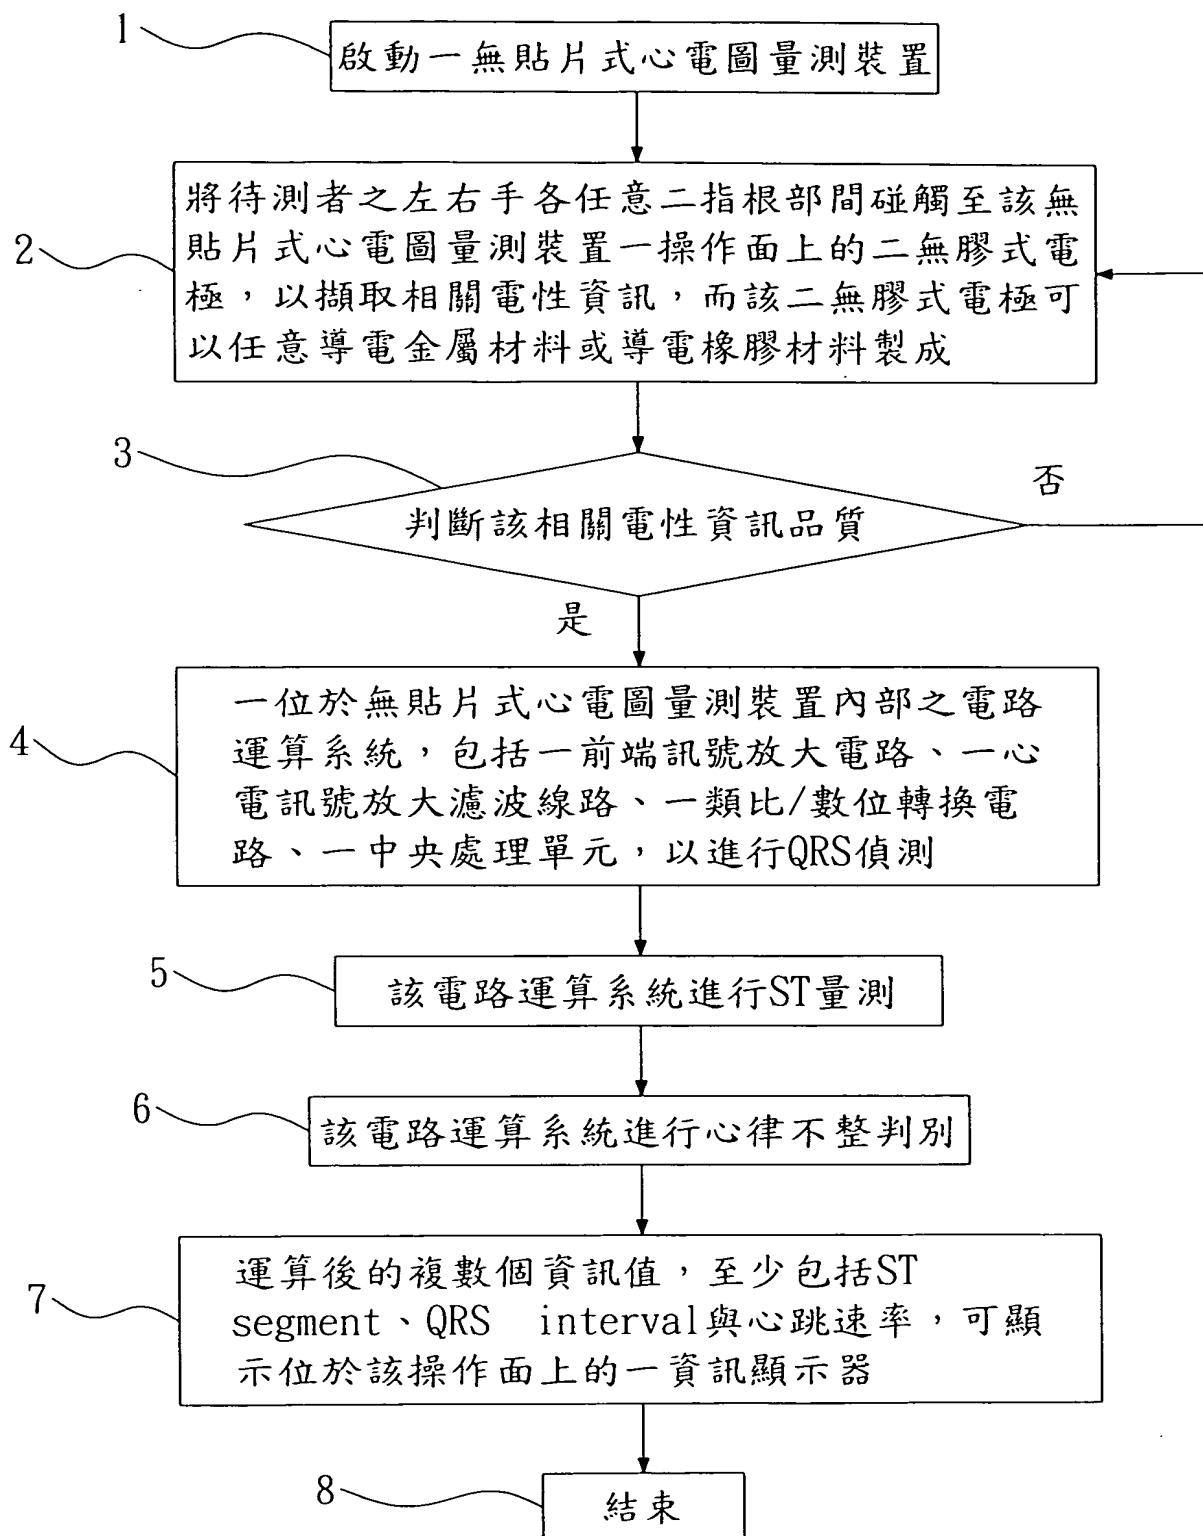 1
啟動一無貼片式心電圖量測裝置
2
將待測者之左右手各任意二指根部間碰觸至該無
貼片式心電圖量測裝置一操作面上的二無膠式電
極，以擷取相關電性資訊，而該二無膠式電極可
以任意導電金屬材料或導電橡膠材料製成
3
判斷該相關電性資訊品質
否
是
4
一位於無貼片式心電圖量測裝置內部之電路
運算系統，包括一前端訊號放大電路、一心
電訊號放大濾波線路、一類比/數位轉換電
路、一中央處理單元，以進行QRS偵測
5
該電路運算系統進行ST量測
6
該電路運算系統進行心律不整判別
7
運算後的複數個資訊值，至少包括ST
segment、QRS interval與心跳速率，可顯
示位於該操作面上的一資訊顯示器
8
結束